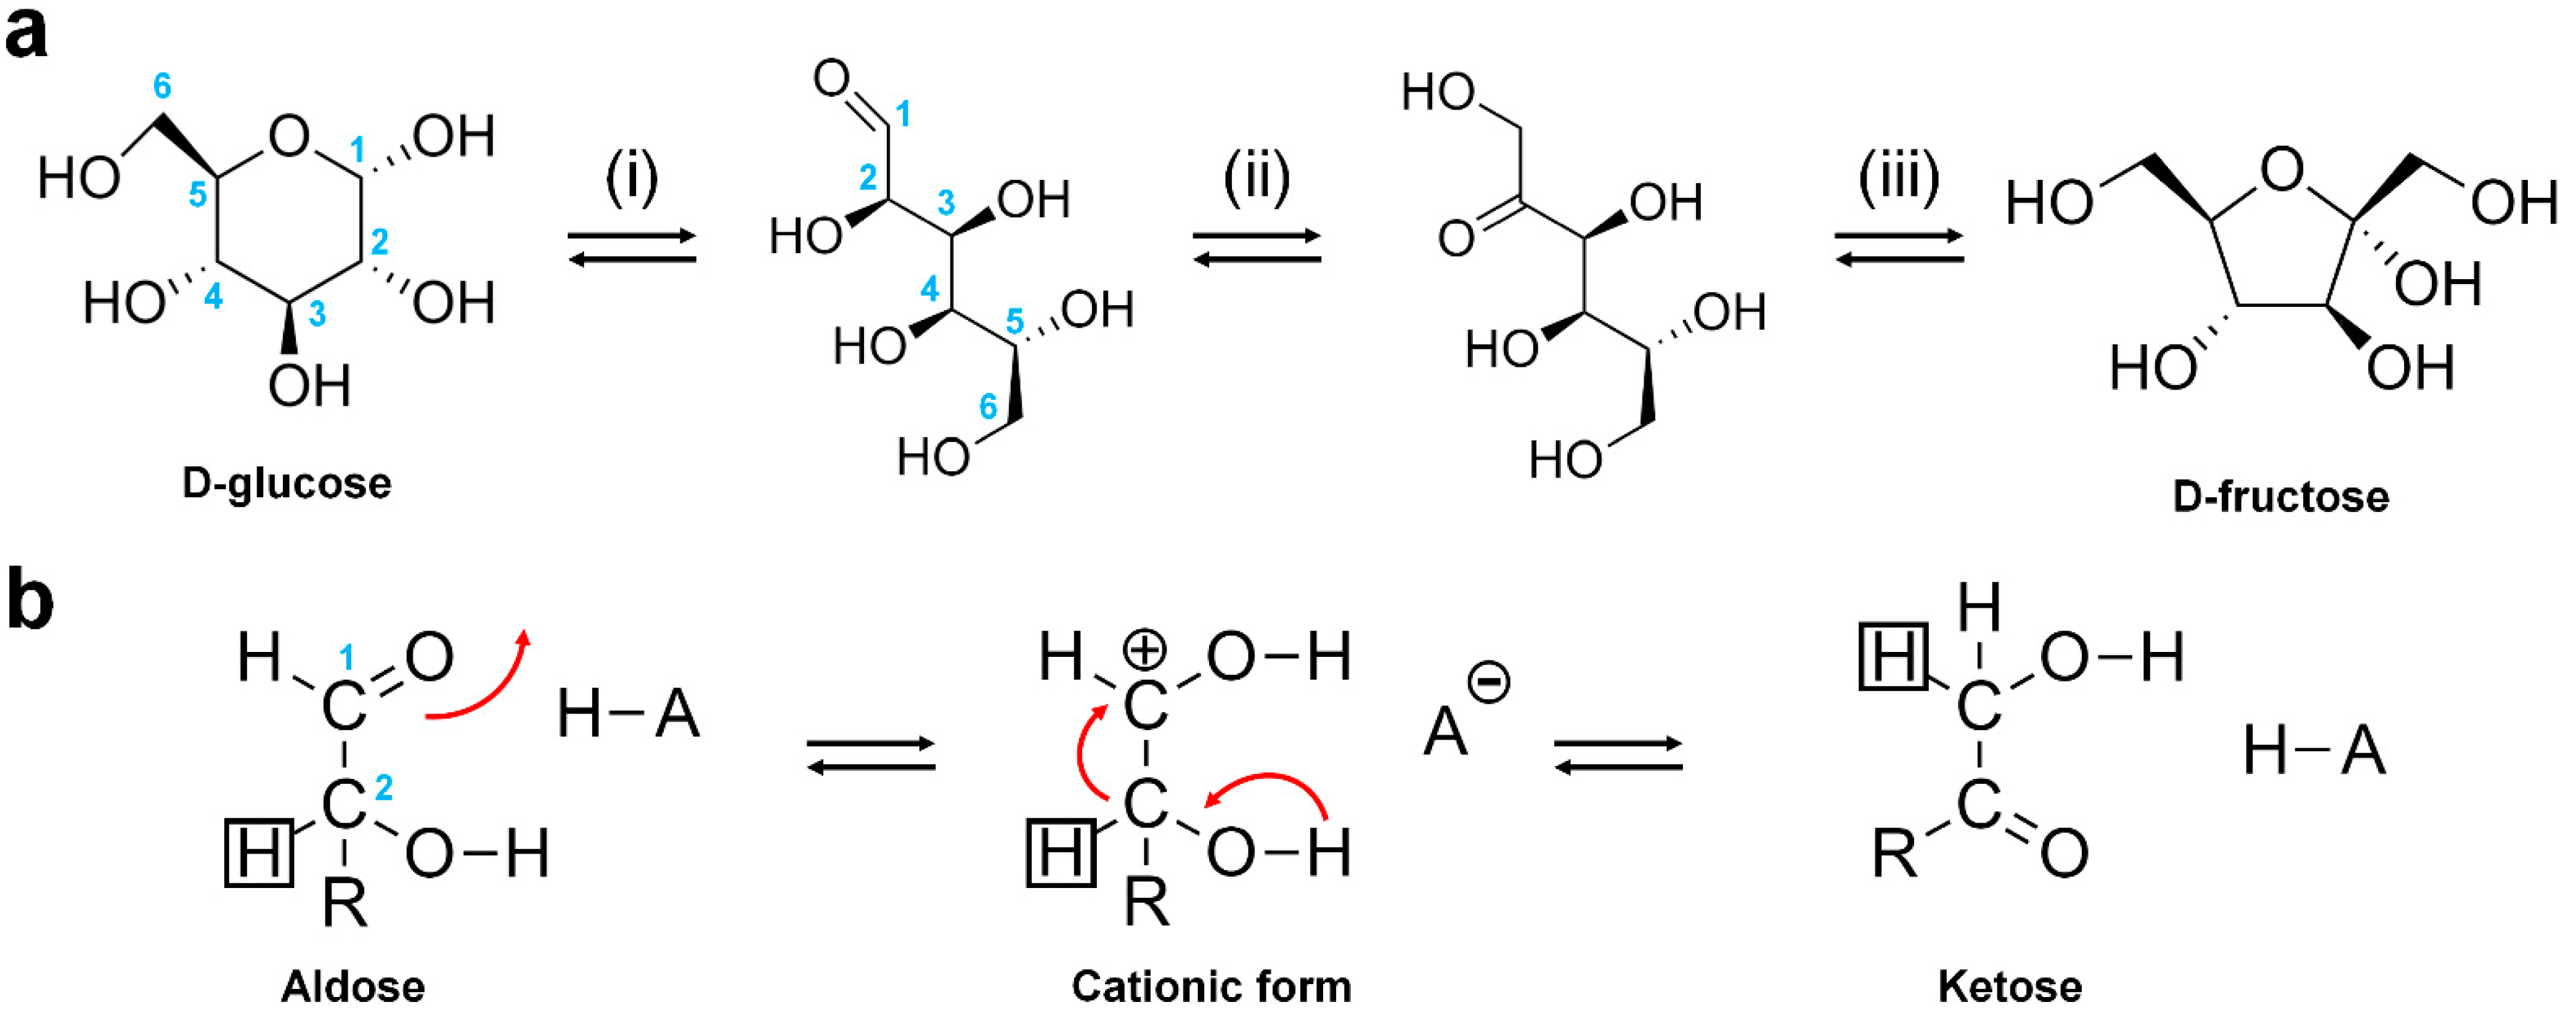 a
6 O 1 OH HO 5 4 HO 3 2 OH OH
D-glucose
(i)
O 1 2 HO 3 OH 4 HO 5 OH 6 HO
(ii)
HO O OH HO OH HO
(iii)
HO O OH OH HO OH
D-fructose
b
H 1 O C H–A 2 C H O–H R
Aldose
H ⊕ O–H C A ⊖ C H O–H R
Cationic form
H H O–H C H–A C R O
Ketose